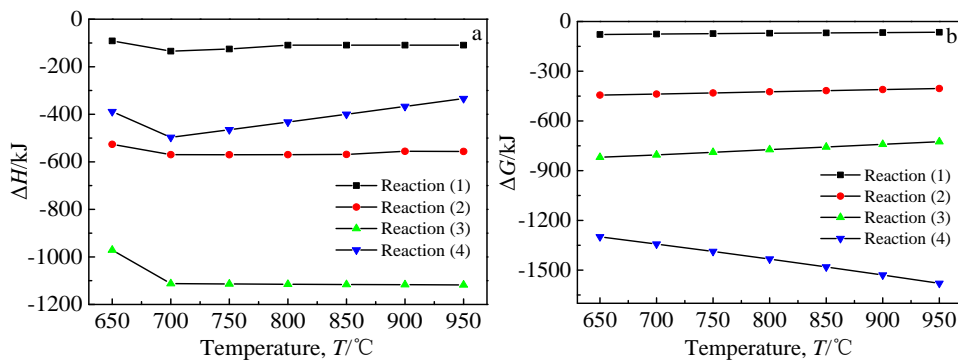 a
0
-200
-400
-600
-800
-1000
-1200
ΔH/kJ
Reaction (1)
Reaction (2)
Reaction (3)
Reaction (4)
650 700 750 800 850 900 950
Temperature, T/℃
b
0
-300
-600
-900
-1200
-1500
ΔG/kJ
Reaction (1)
Reaction (2)
Reaction (3)
Reaction (4)
650 700 750 800 850 900 950
Temperature, T/℃